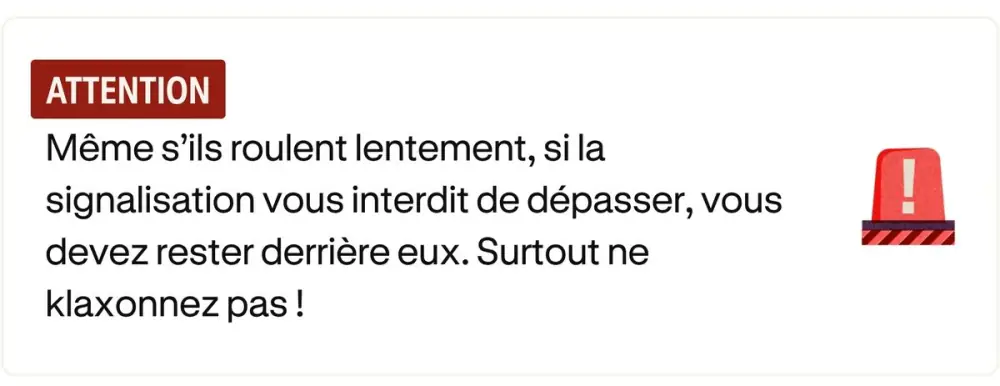 ATTENTION
Même s’ils roulent lentement, si la
signalisation vous interdit de dépasser, vous
devez rester derrière eux. Surtout ne
klaxonnez pas !
!